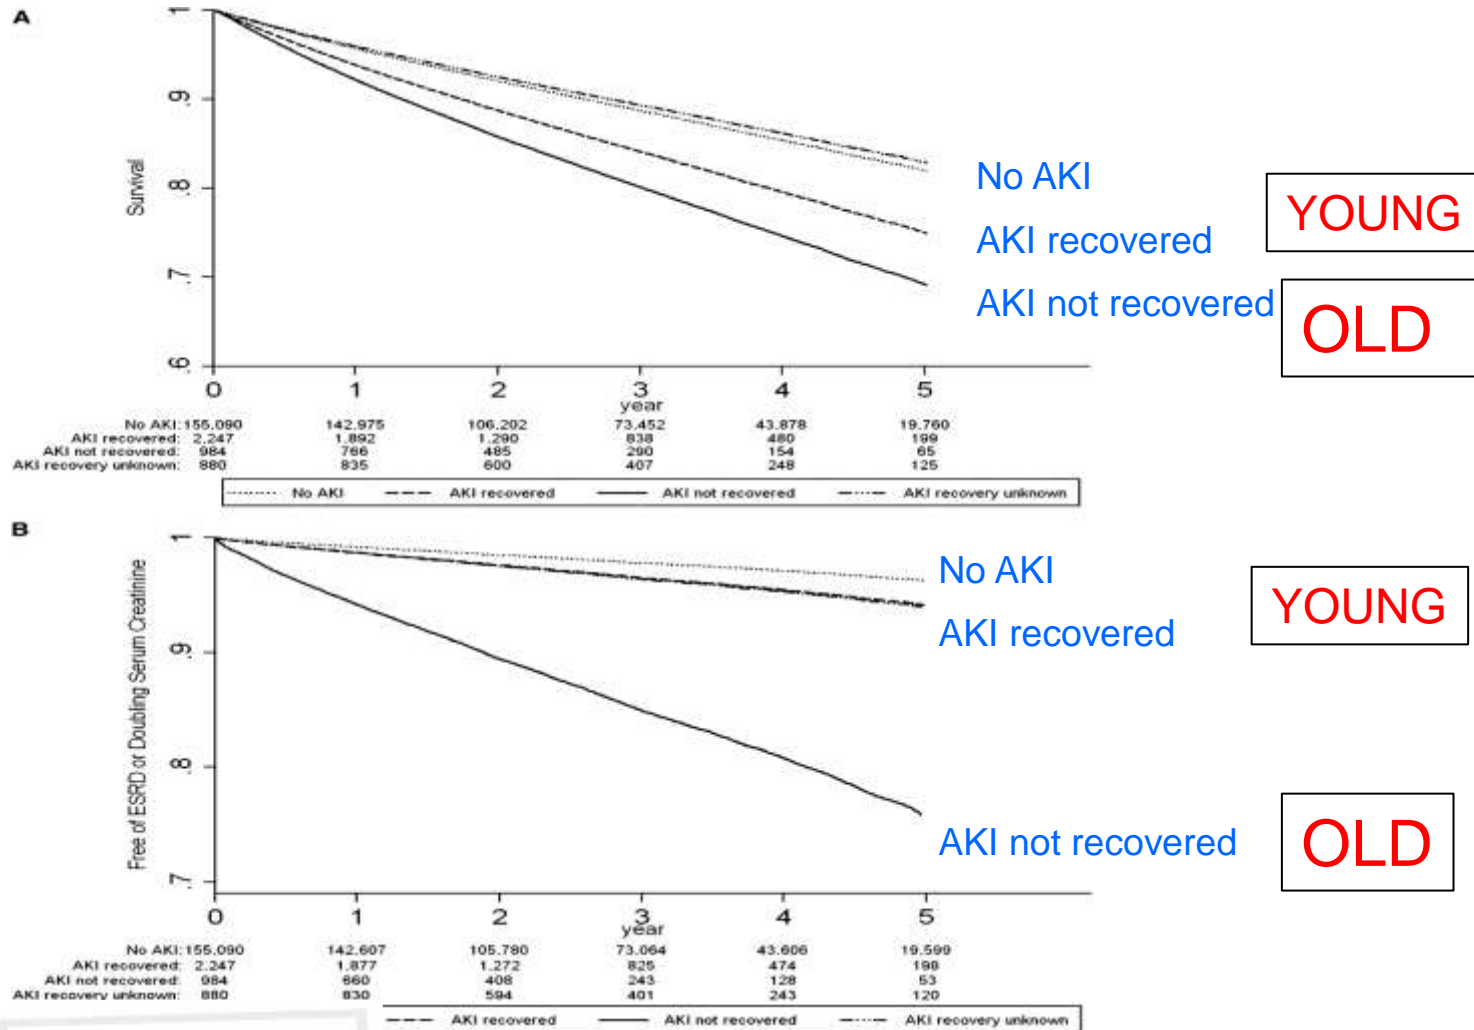 A
1
.9
.8
.7
.6
Survival
No AKI
AKI recovered
AKI not recovered
YOUNG
OLD
0 1 2 3 4 5
year
No AKI: 155,090 142,975 106,202 73,452 43,878 19,760
AKI recovered: 2,247 1,892 1,290 838 480 199
AKI not recovered: 984 766 485 290 154 65
AKI recovery unknown: 880 835 600 407 248 125
No AKI AKI recovered AKI not recovered AKI recovery unknown
B
1
.9
.8
.7
Free of ESRD or Doubling Serum Creatinine
No AKI
AKI recovered
YOUNG
AKI not recovered
OLD
0 1 2 3 4 5
year
No AKI: 155,090 142,607 105,780 73,064 43,606 19,599
AKI recovered: 2,247 1,877 1,272 825 474 198
AKI not recovered: 984 660 408 243 128 53
AKI recovery unknown: 880 830 594 401 243 120
AKI recovered AKI not recovered AKI recovery unknown